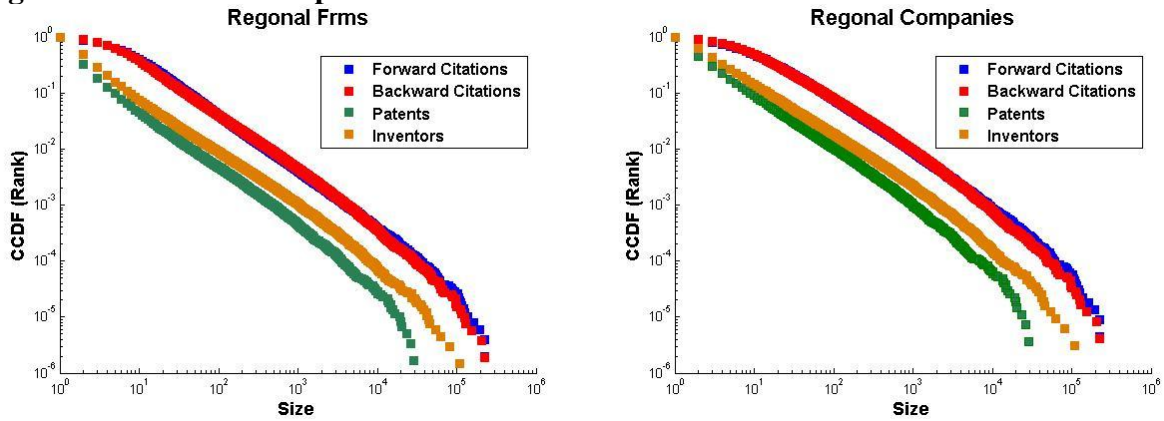 Regonal Frms
10^0
10^-1
10^-2
10^-3
10^-4
10^-5
10^-6
CCDF (Rank)
Forward Citations
Backward Citations
Patents
Inventors
10^0 10^1 10^2 10^3 10^4 10^5 10^6
Size
Regonal Companies
10^0
10^-1
10^-2
10^-3
10^-4
10^-5
10^-6
CCDF (Rank)
Forward Citations
Backward Citations
Patents
Inventors
10^0 10^1 10^2 10^3 10^4 10^5 10^6
Size